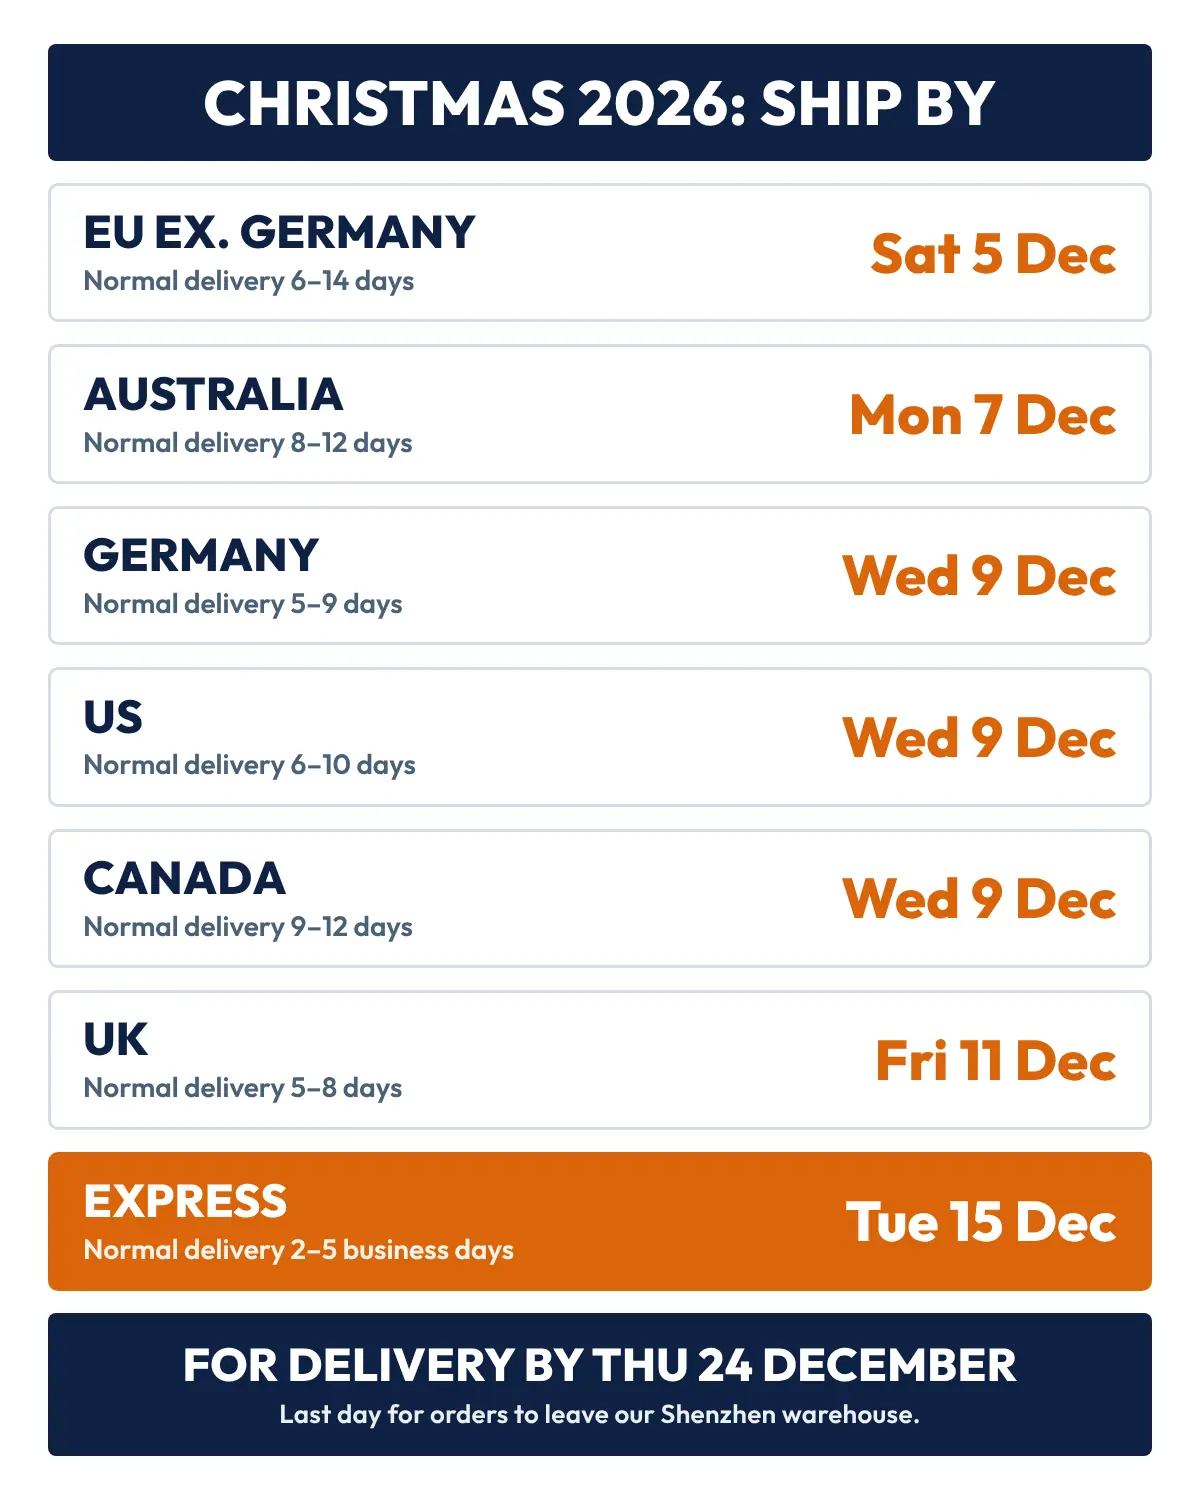 CHRISTMAS 2026: SHIP BY
EU EX. GERMANY
Normal delivery 6–14 days
Sat 5 Dec
AUSTRALIA
Normal delivery 8–12 days
Mon 7 Dec
GERMANY
Normal delivery 5–9 days
Wed 9 Dec
US
Normal delivery 6–10 days
Wed 9 Dec
CANADA
Normal delivery 9–12 days
Wed 9 Dec
UK
Normal delivery 5–8 days
Fri 11 Dec
EXPRESS
Normal delivery 2–5 business days
Tue 15 Dec
FOR DELIVERY BY THU 24 DECEMBER
Last day for orders to leave our Shenzhen warehouse.